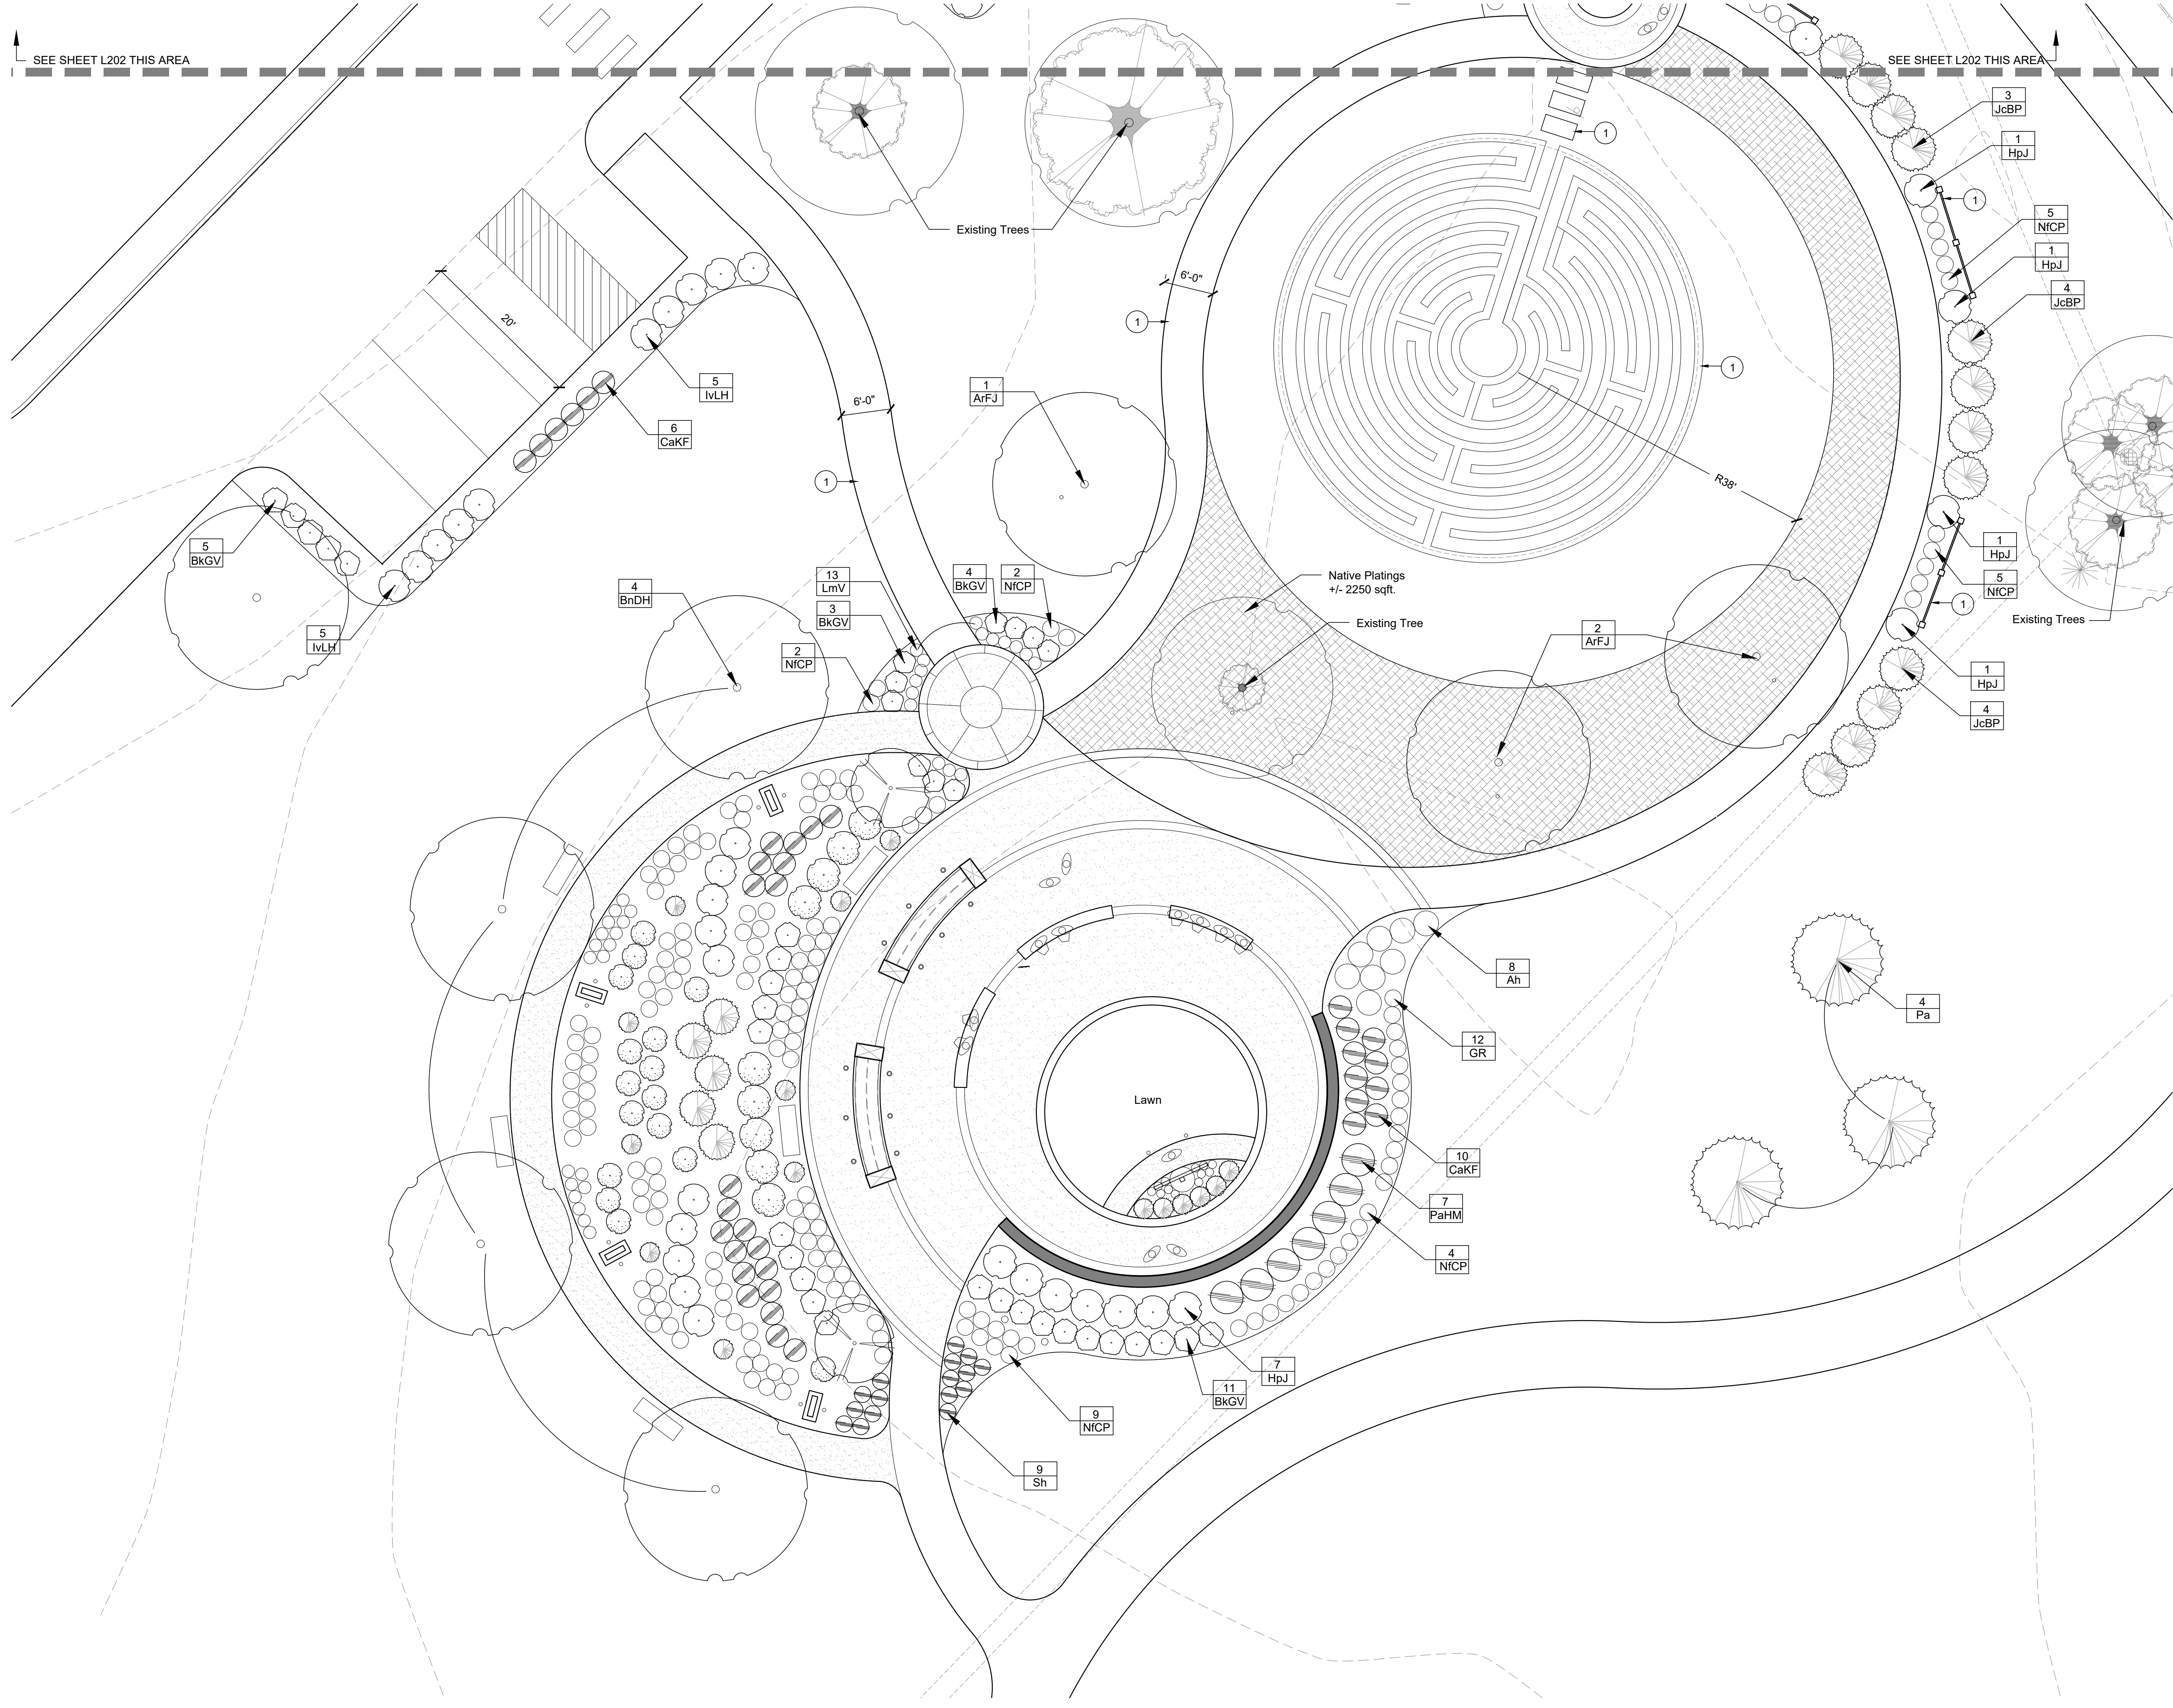 SEE SHEET L202 THIS AREA
SEE SHEET L202 THIS AREA
3
JcBP
1
1
HpJ
1
5
NfCP
Existing Trees
1
HpJ
6'-0"
4
JcBP
20'
1
1
5
IvLH
1
ArFJ
6'-0"
6
CaKF
1
R38'
5
BkGV
1
HpJ
13
LmV
4
BkGV
2
NfCP
Native Platings
+/- 2250 sqft.
5
NfCP
4
BnDH
3
BkGV
1
Existing Trees
Existing Tree
2
ArFJ
5
IvLH
2
NfCP
1
HpJ
4
JcBP
8
Ah
4
Pa
12
GR
Lawn
10
CaKF
7
PaHM
4
NfCP
7
HpJ
11
BkGV
9
NfCP
9
Sh